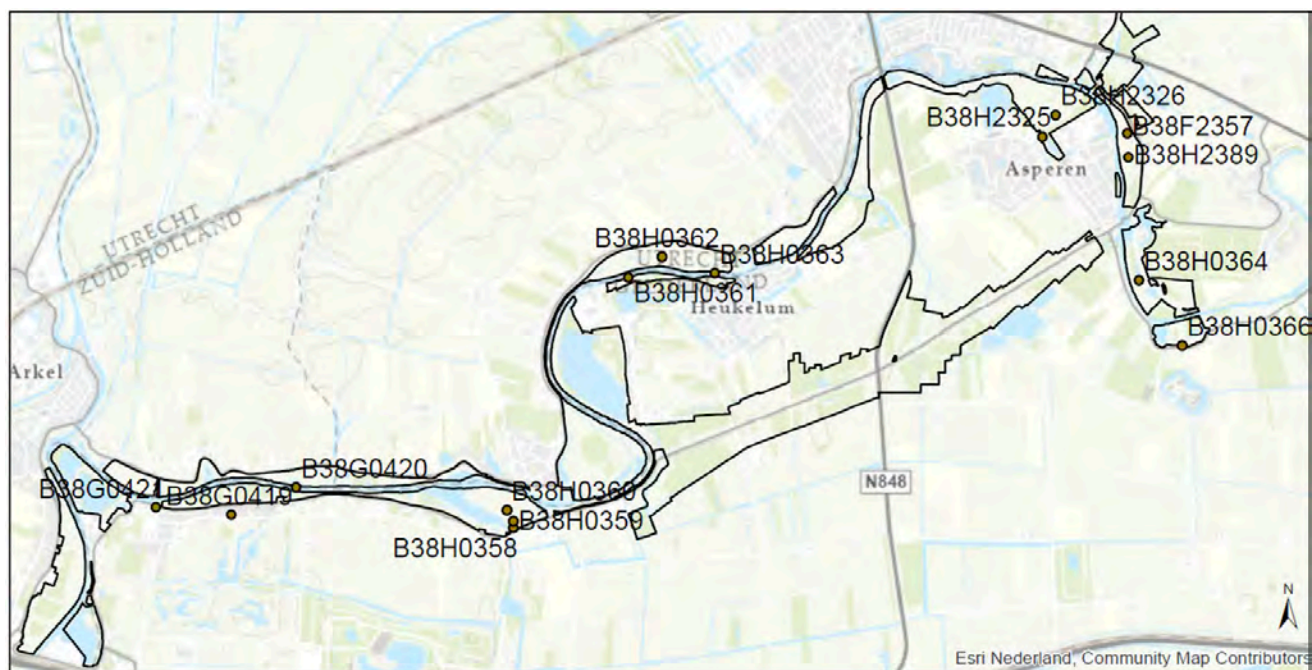 B38H2326
B38H2325
B38F2357
B38H2389
Asperen
UTRECHT
ZUID-HOLLAND
B38H0362
UTRECHT
B38H0363
B38H0364
B38H0361
Heukelum
B38H0366
Arkel
B38G0420
N848
B38G0421
B38G0419
B38H0360
B38H0359
B38H0358
N
Esri Nederland, Community Map Contributors